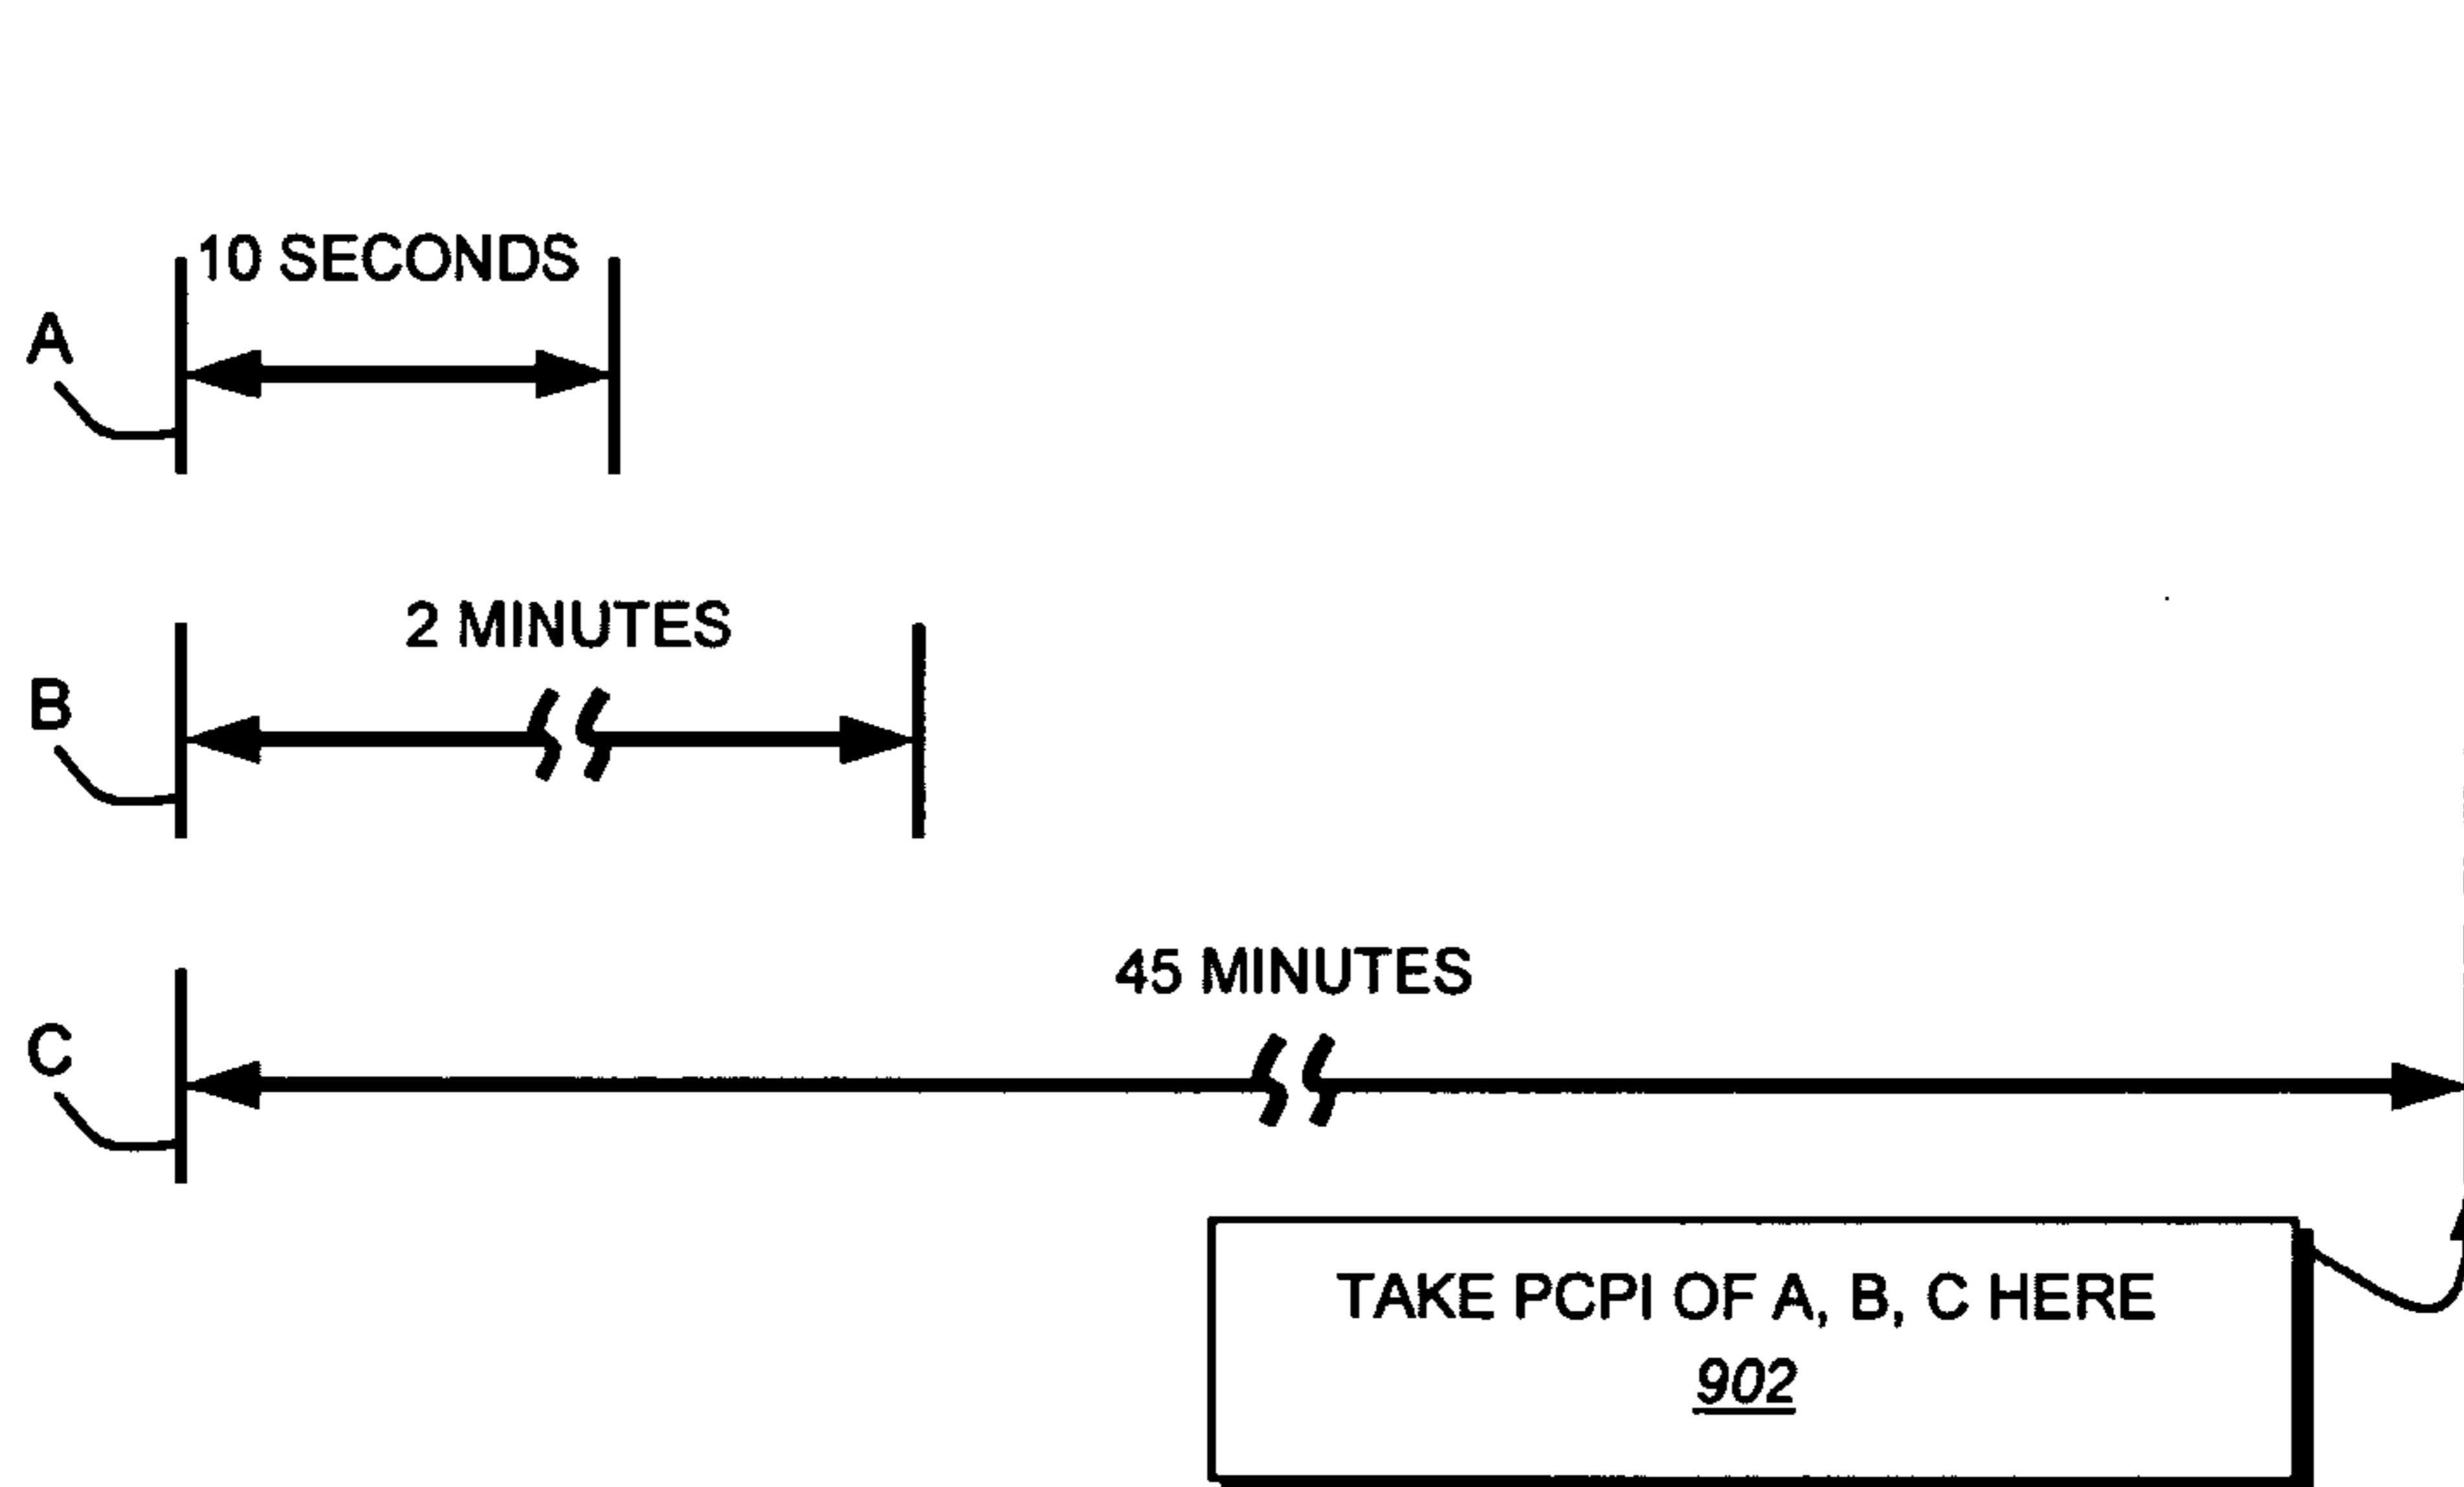 10 SECONDS
A
2 MINUTES
B
45 MINUTES
C
TAKE PCPI OF A, B, C HERE
902